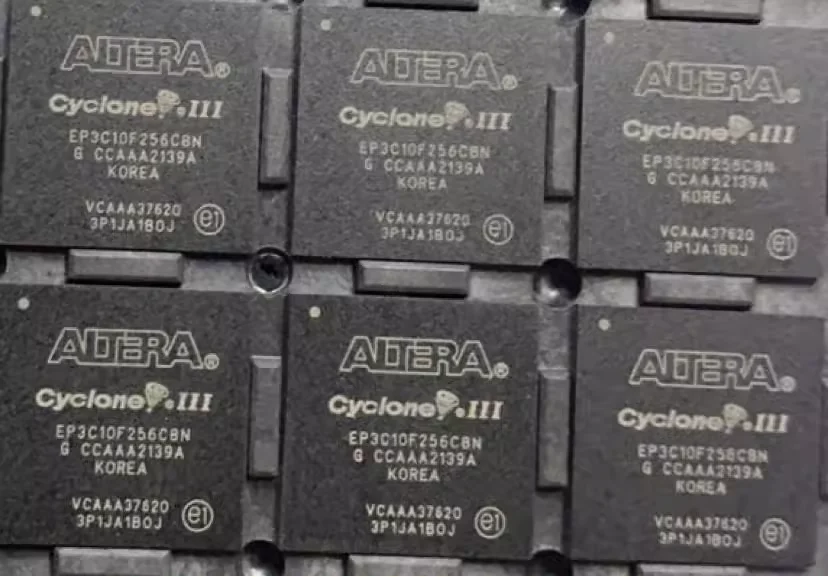 ALTERA®
Cyclone® III
EP3C10F256C8N
G CCAAA2139A
KOREA
VCAAA37620
3P1JA1B0J e1
ALTERA®
Cyclone® III
EP3C10F256C8N
G CCAAA2139A
KOREA
VCAAA37620
3P1JA1B0J e1
ALTERA®
Cyclone® III
EP3C10F256C8N
G CCAAA2139A
KOREA
VCAAA37620
3P1JA1B0J e1
ALTERA®
Cyclone® III
EP3C10F256C8N
G CCAAA2139A
KOREA
VCAAA37620
3P1JA1B0J e1
ALTERA®
Cyclone® III
EP3C10F256C8N
G CCAAA2139A
KOREA
VCAAA37620
3P1JA1B0J e1
ALTERA®
Cyclone® III
EP3C10F256C8N
G CCAAA2139A
KOREA
VCAAA37620
3P1JA1B0J e1